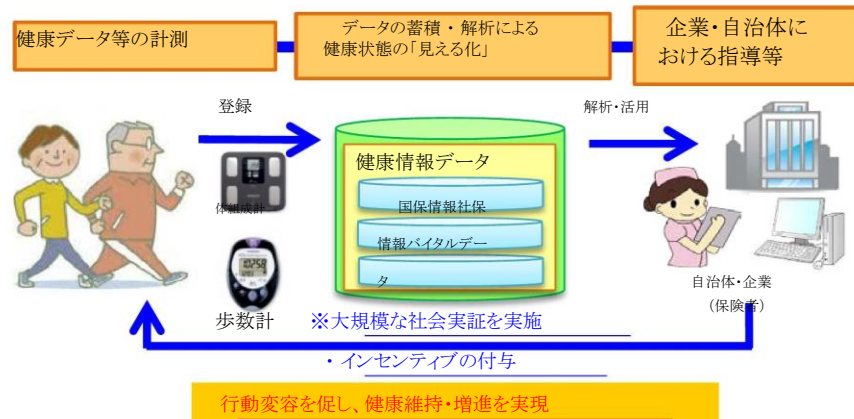 健康データ等の計測
データの蓄積・解析による
健康状態の「見える化」
企業・自治体に
おける指導等
登録
解析・活用
健康情報データ
国保情報社保
情報バイタルデー
タ
体組成計
10258
歩数計
自治体・企業
(保険者)
※大規模な社会実証を実施
・インセンティブの付与
行動変容を促し、健康維持・増進を実現